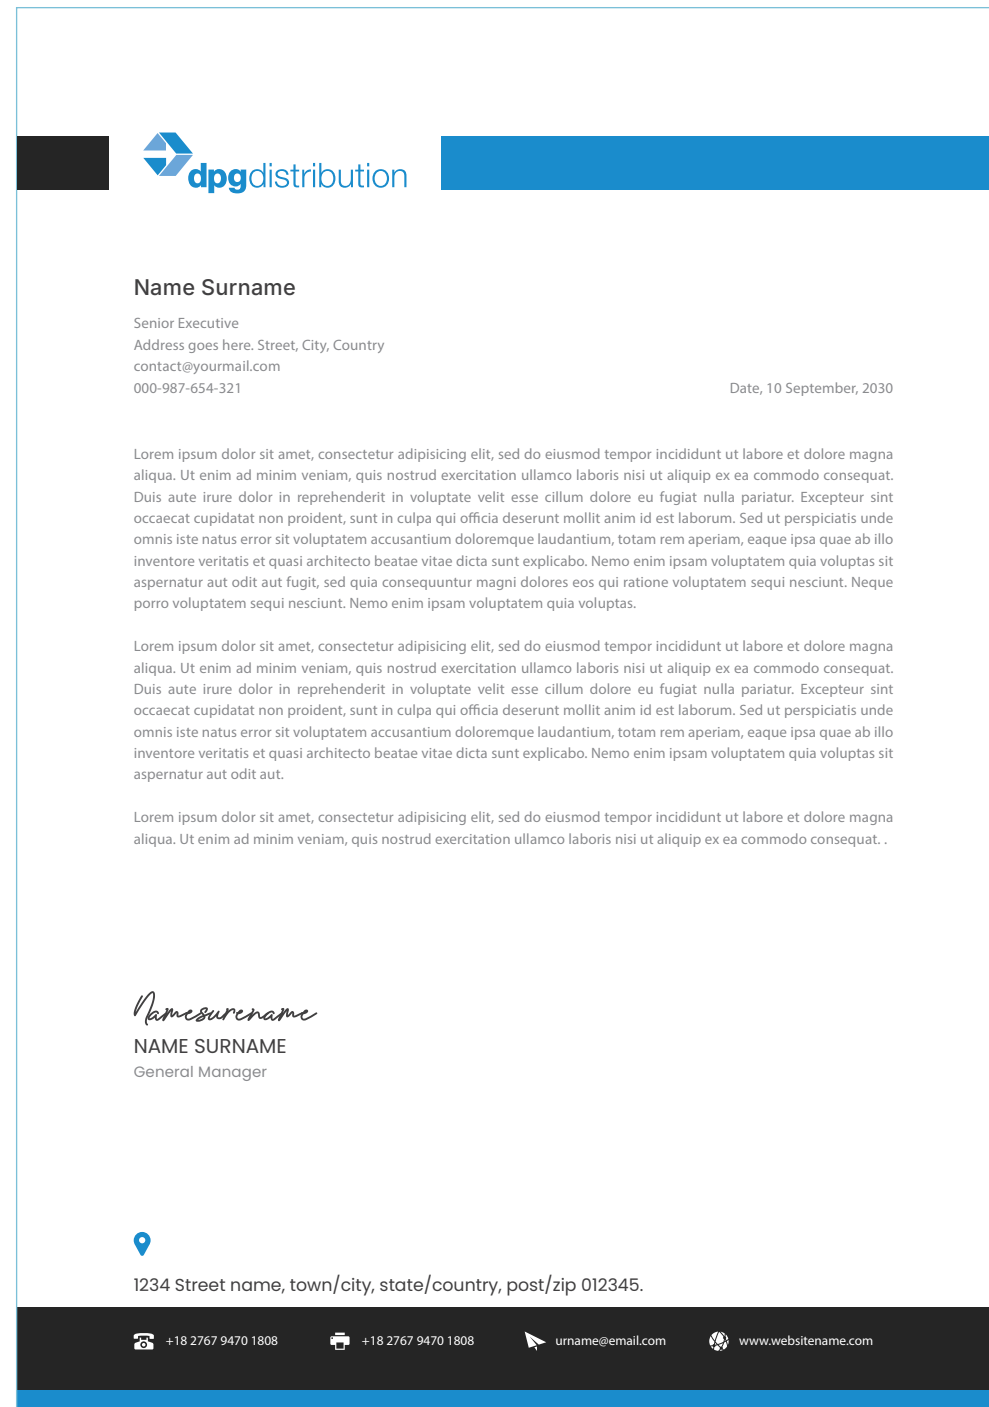 dpgdistribution
Name Surname
Senior Executive
Address goes here. Street, City, Country
contact@yourmail.com
000-987-654-321
Date, 10 September, 2030
Lorem ipsum dolor sit amet, consectetur adipisicing elit, sed do eiusmod tempor incididunt ut labore et dolore magna
aliqua. Ut enim ad minim veniam, quis nostrud exercitation ullamco laboris nisi ut aliquip ex ea commodo consequat.
Duis aute irure dolor in reprehenderit in voluptate velit esse cillum dolore eu fugiat nulla pariatur. Excepteur sint
occaecat cupidatat non proident, sunt in culpa qui officia deserunt mollit anim id est laborum. Sed ut perspiciatis unde
omnis iste natus error sit voluptatem accusantium doloremque laudantium, totam rem aperiam, eaque ipsa quae ab illo
inventore veritatis et quasi architecto beatae vitae dicta sunt explicabo. Nemo enim ipsam voluptatem quia voluptas sit
aspernatur aut odit aut fugit, sed quia consequuntur magni dolores eos qui ratione voluptatem sequi nesciunt. Neque
porro voluptatem sequi nesciunt. Nemo enim ipsam voluptatem quia voluptas.
Lorem ipsum dolor sit amet, consectetur adipisicing elit, sed do eiusmod tempor incididunt ut labore et dolore magna
aliqua. Ut enim ad minim veniam, quis nostrud exercitation ullamco laboris nisi ut aliquip ex ea commodo consequat.
Duis aute irure dolor in reprehenderit in voluptate velit esse cillum dolore eu fugiat nulla pariatur. Excepteur sint
occaecat cupidatat non proident, sunt in culpa qui officia deserunt mollit anim id est laborum. Sed ut perspiciatis unde
omnis iste natus error sit voluptatem accusantium doloremque laudantium, totam rem aperiam, eaque ipsa quae ab illo
inventore veritatis et quasi architecto beatae vitae dicta sunt explicabo. Nemo enim ipsam voluptatem quia voluptas sit
aspernatur aut odit aut.
Lorem ipsum dolor sit amet, consectetur adipisicing elit, sed do eiusmod tempor incididunt ut labore et dolore magna
aliqua. Ut enim ad minim veniam, quis nostrud exercitation ullamco laboris nisi ut aliquip ex ea commodo consequat. .
Namesurename
NAME SURNAME
General Manager
1234 Street name, town/city, state/country, post/zip 012345.
+18 2767 9470 1808
+18 2767 9470 1808
urname@email.com
www.websitename.com